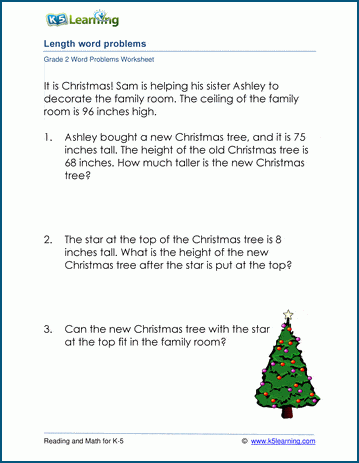 K5 Learning
Length word problems
Grade 2 Word Problems Worksheet
It is Christmas! Sam is helping his sister Ashley to
decorate the family room. The ceiling of the family
room is 96 inches high.
1. Ashley bought a new Christmas tree, and it is 75
inches tall. The height of the old Christmas tree is
68 inches. How much taller is the new Christmas
tree?
2. The star at the top of the Christmas tree is 8
inches tall. What is the height of the new
Christmas tree after the star is put at the top?
3. Can the new Christmas tree with the star
at the top fit in the family room?
Reading and Math for K-5
© www.k5learning.com